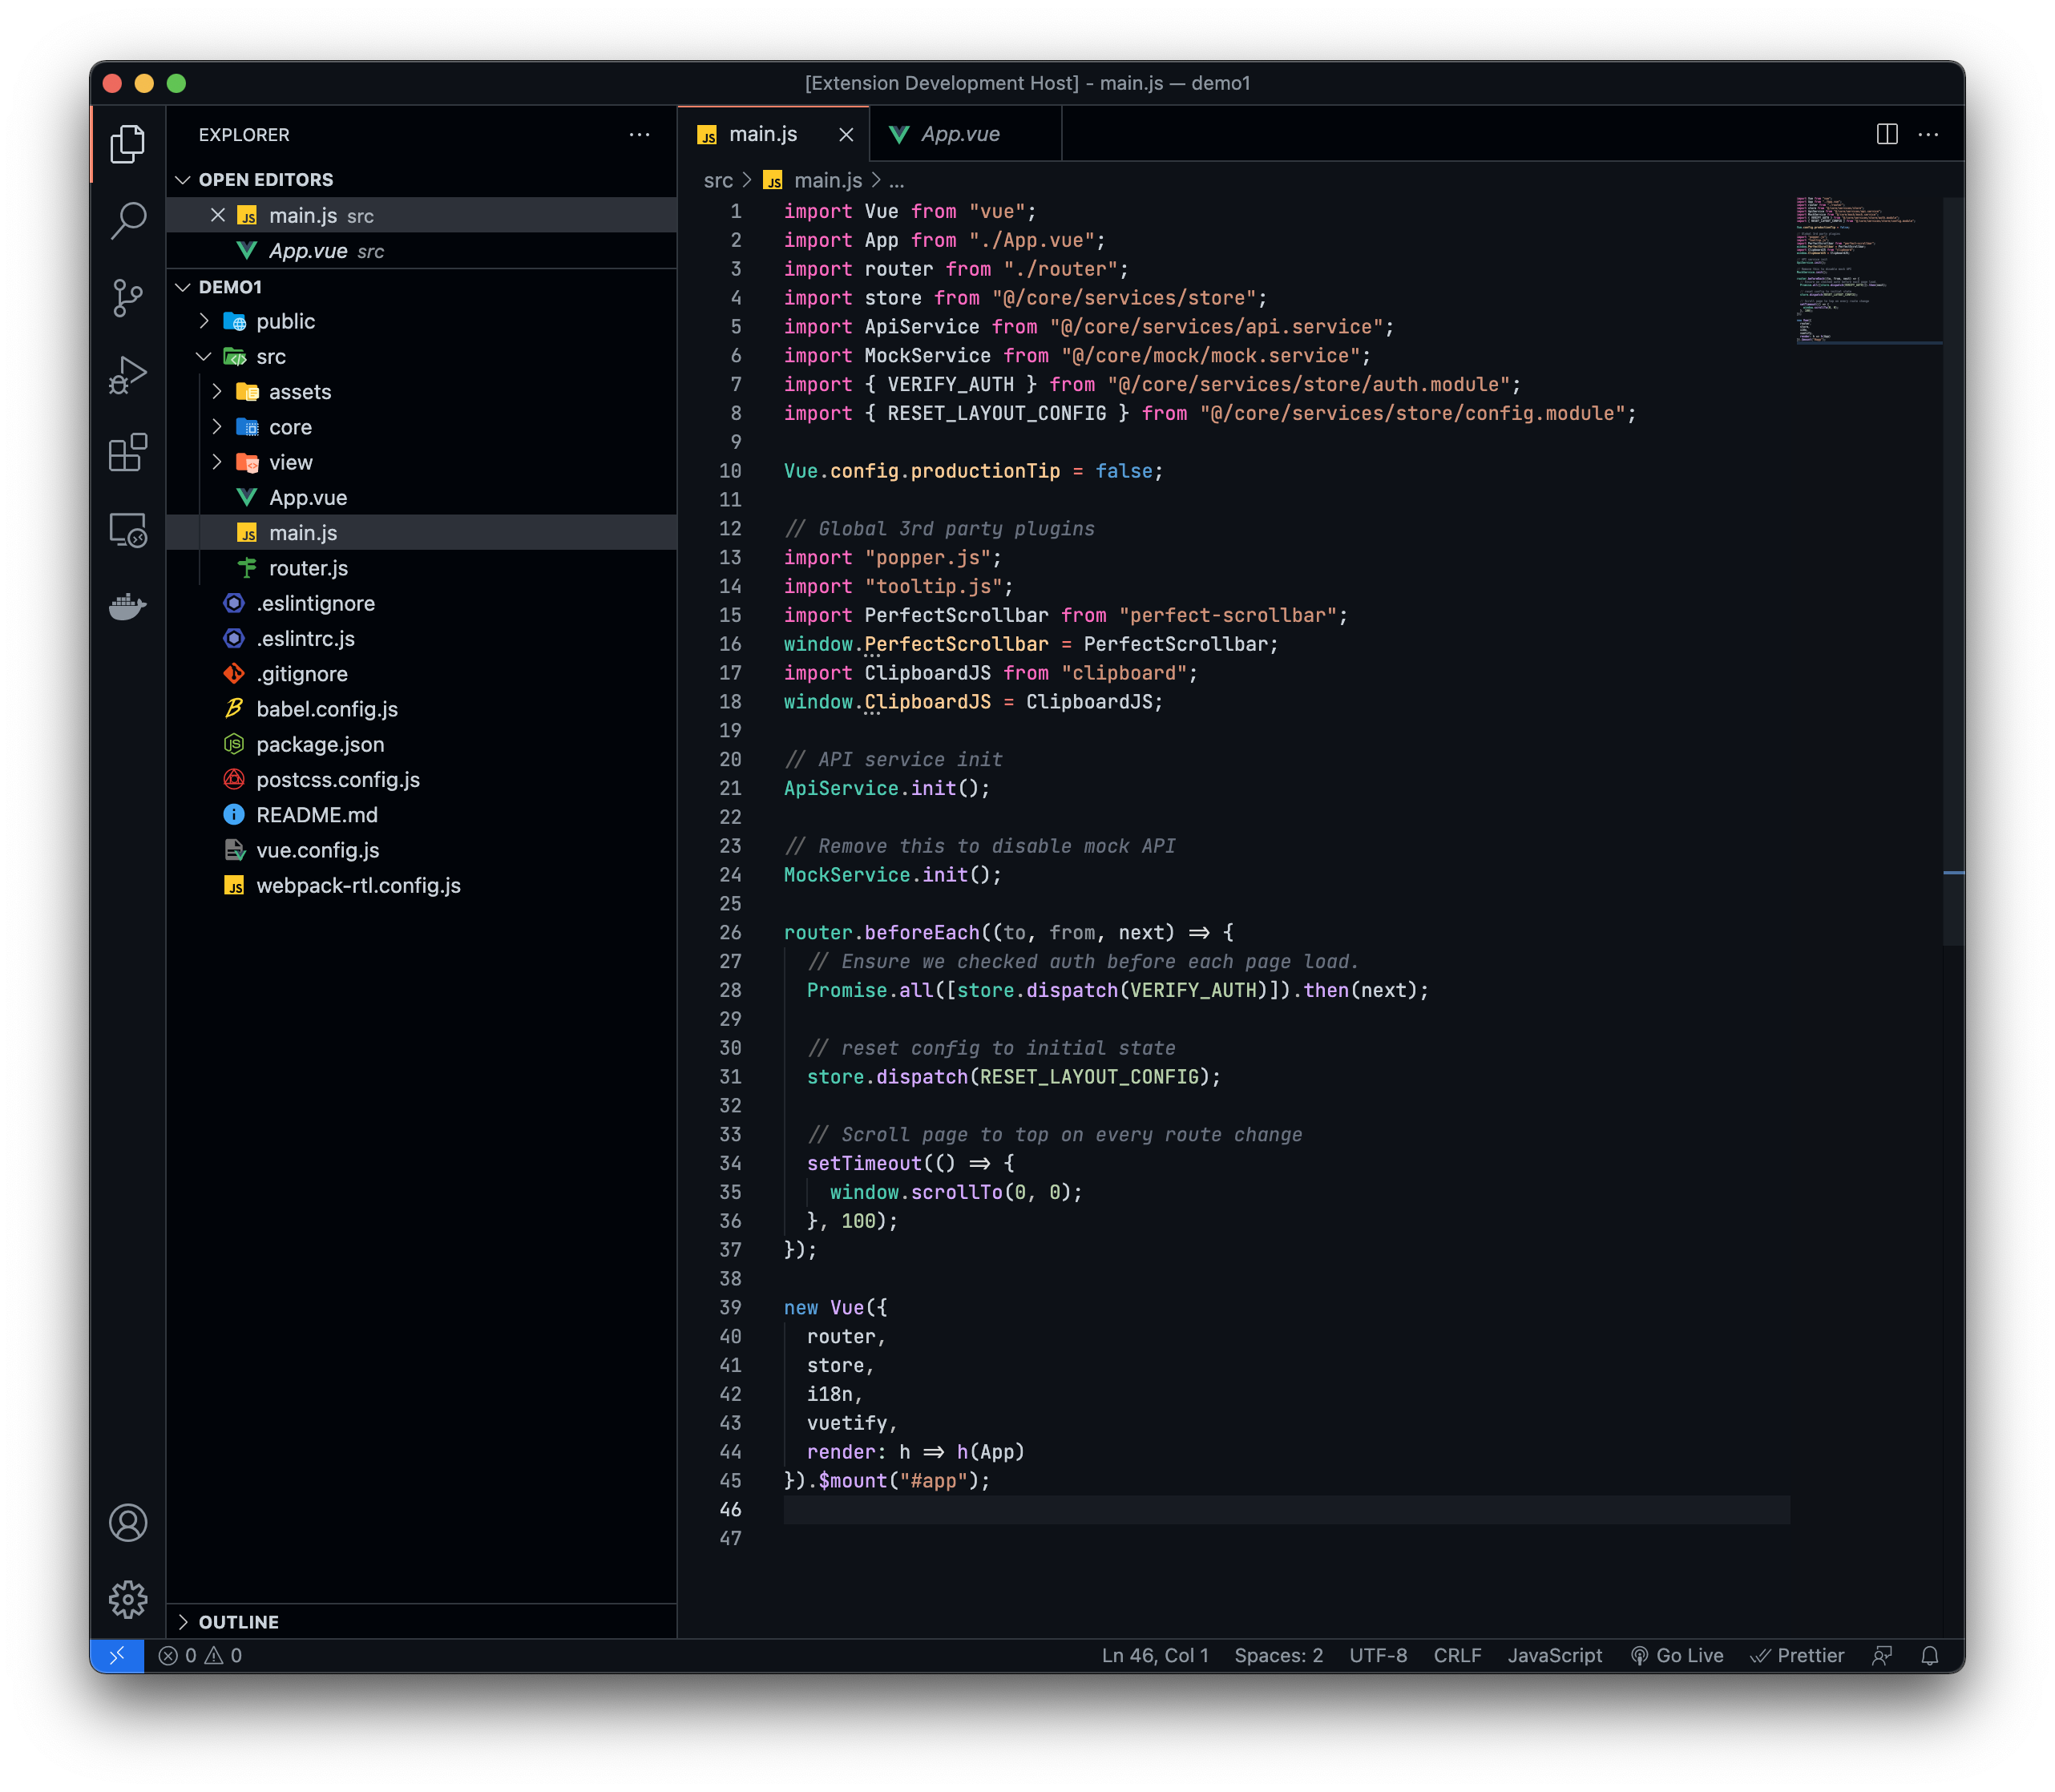 [Extension Development Host] - main.js — demo1
EXPLORER
OPEN EDITORS
main.js src
App.vue src
DEMO1
public
src
assets
core
view
App.vue
main.js
router.js
.eslintignore
.eslintrc.js
.gitignore
babel.config.js
package.json
postcss.config.js
README.md
vue.config.js
webpack-rtl.config.js
OUTLINE
main.js
App.vue
src > main.js > ...
1 import Vue from "vue";
2 import App from "./App.vue";
3 import router from "./router";
4 import store from "@/core/services/store";
5 import ApiService from "@/core/services/api.service";
6 import MockService from "@/core/mock/mock.service";
7 import { VERIFY_AUTH } from "@/core/services/store/auth.module";
8 import { RESET_LAYOUT_CONFIG } from "@/core/services/store/config.module";
9
10 Vue.config.productionTip = false;
11
12 // Global 3rd party plugins
13 import "popper.js";
14 import "tooltip.js";
15 import PerfectScrollbar from "perfect-scrollbar";
16 window.PerfectScrollbar = PerfectScrollbar;
17 import ClipboardJS from "clipboard";
18 window.ClipboardJS = ClipboardJS;
19
20 // API service init
21 ApiService.init();
22
23 // Remove this to disable mock API
24 MockService.init();
25
26 router.beforeEach((to, from, next) => {
27   // Ensure we checked auth before each page load.
28   Promise.all([store.dispatch(VERIFY_AUTH)]).then(next);
29
30   // reset config to initial state
31   store.dispatch(RESET_LAYOUT_CONFIG);
32
33   // Scroll page to top on every route change
34   setTimeout(() => {
35     window.scrollTo(0, 0);
36   }, 100);
37 });
38
39 new Vue({
40   router,
41   store,
42   i18n,
43   vuetify,
44   render: h => h(App)
45 }).$mount("#app");
46
47
0 0 Ln 46, Col 1 Spaces: 2 UTF-8 CRLF JavaScript Go Live Prettier